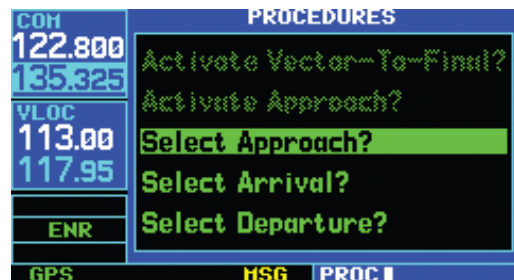 COM
122.800
135.325
VLOC
113.00
117.95
ENR
GPS
PROCEDURES
Activate Vector-To-Final?
Activate Approach?
Select Approach?
Select Arrival?
Select Departure?
MSG
PROC